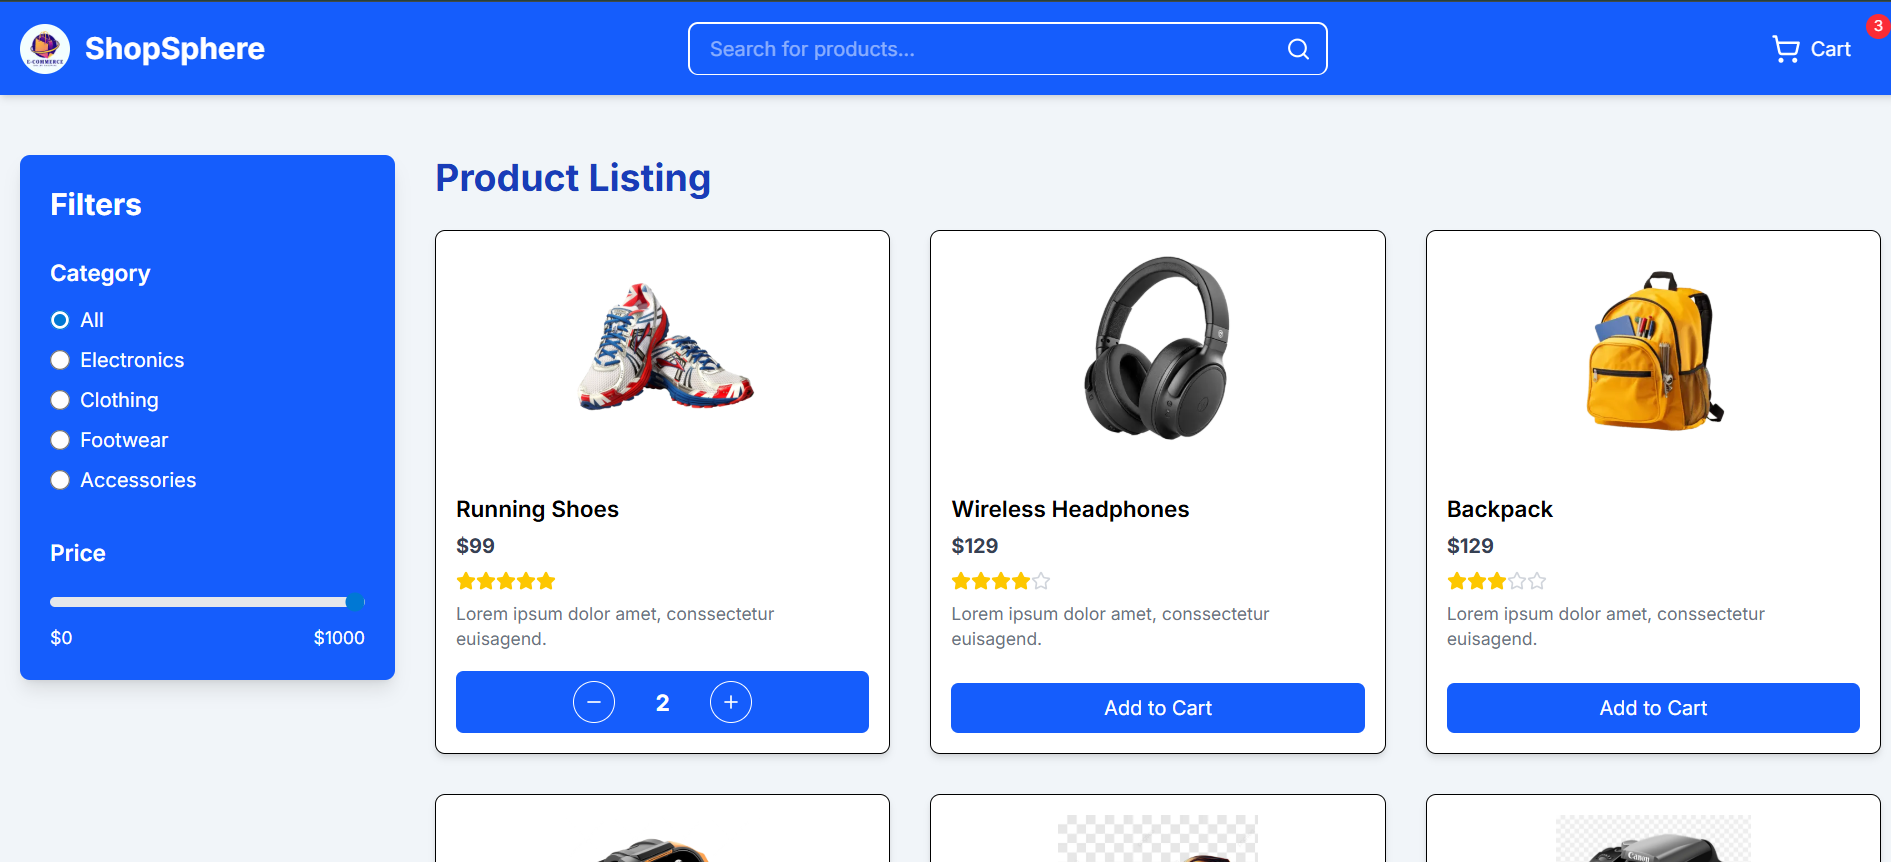 E-COMMERCE
ShopSphere
Search for products...
Cart
3
Filters
Category
All
Electronics
Clothing
Footwear
Accessories
Price
$0
$1000
Product Listing
Running Shoes
$99
Lorem ipsum dolor amet, conssectetur
euisagend.
2
Wireless Headphones
$129
Lorem ipsum dolor amet, conssectetur
euisagend.
Add to Cart
Backpack
$129
Lorem ipsum dolor amet, conssectetur
euisagend.
Add to Cart
Canon